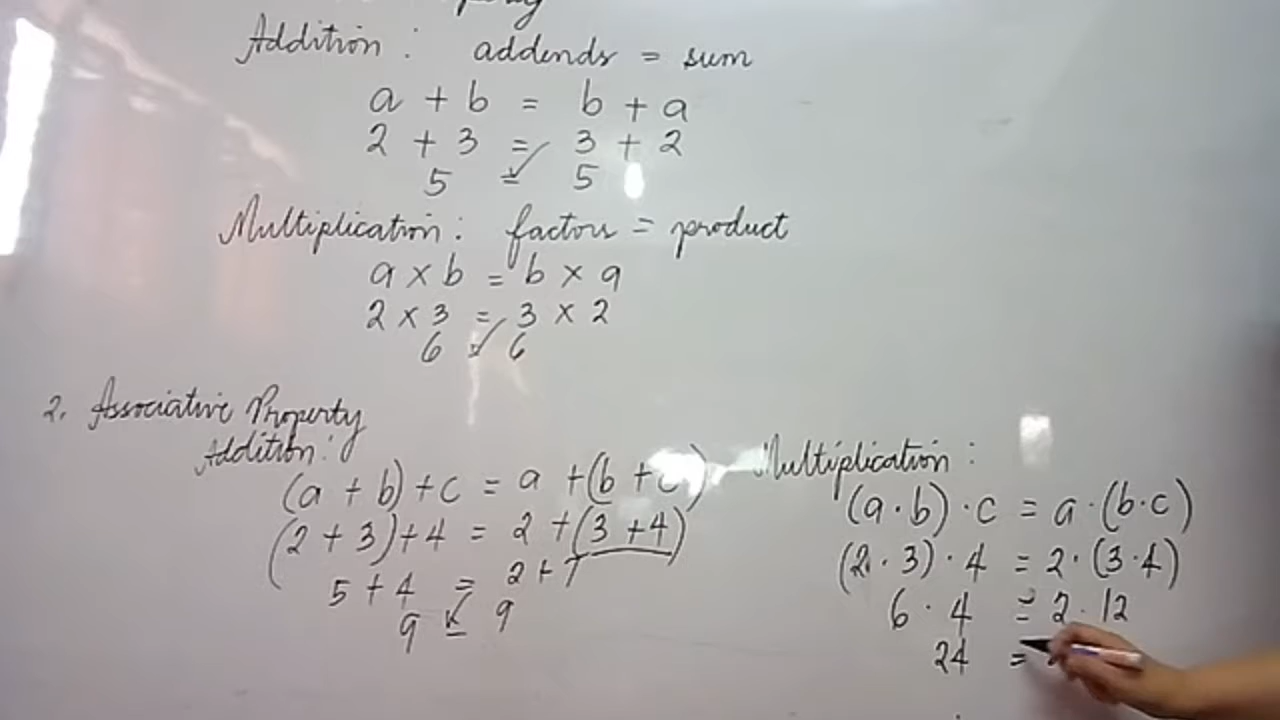 Addition : addends = sum
a + b = b + a
2 + 3 = 3 + 2
5 = 5
Multiplication : factors = product
a × b = b × a
2 × 3 = 3 × 2
6 = 6
2. Associative Property
Addition :
(a + b) + c = a + (b + c)
(2 + 3) + 4 = 2 + (3 + 4)
5 + 4 = 2 + 7
9 = 9
Multiplication :
(a · b) · c = a · (b · c)
(2 · 3) · 4 = 2 · (3 · 4)
6 · 4 = 2 · 12
24 =